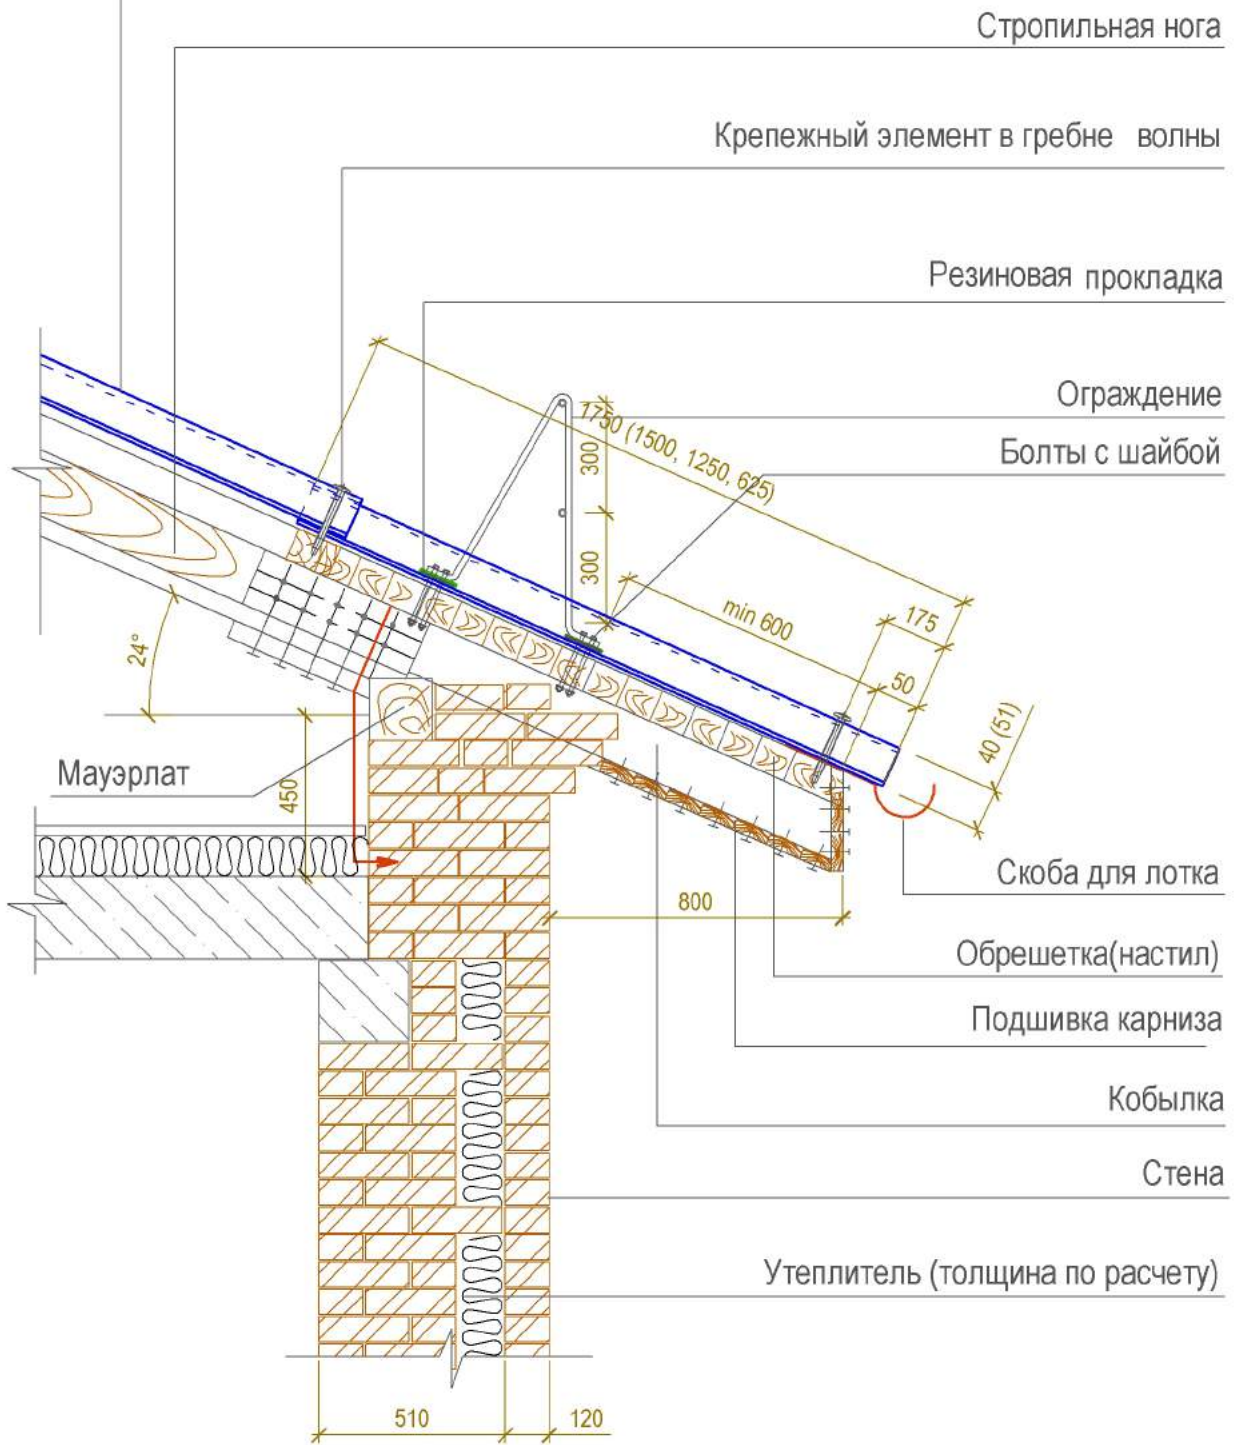 Стропильная нога
Крепежный элемент в гребне волны
Резиновая прокладка
Ограждение
1750 (1500, 1250, 625)
Болты с шайбой
300
300
min 600
175
50
24°
40 (51)
Мауэрлат
450
Скоба для лотка
800
Обрешетка(настил)
Подшивка карниза
Кобылка
Стена
Утеплитель (толщина по расчету)
510
120